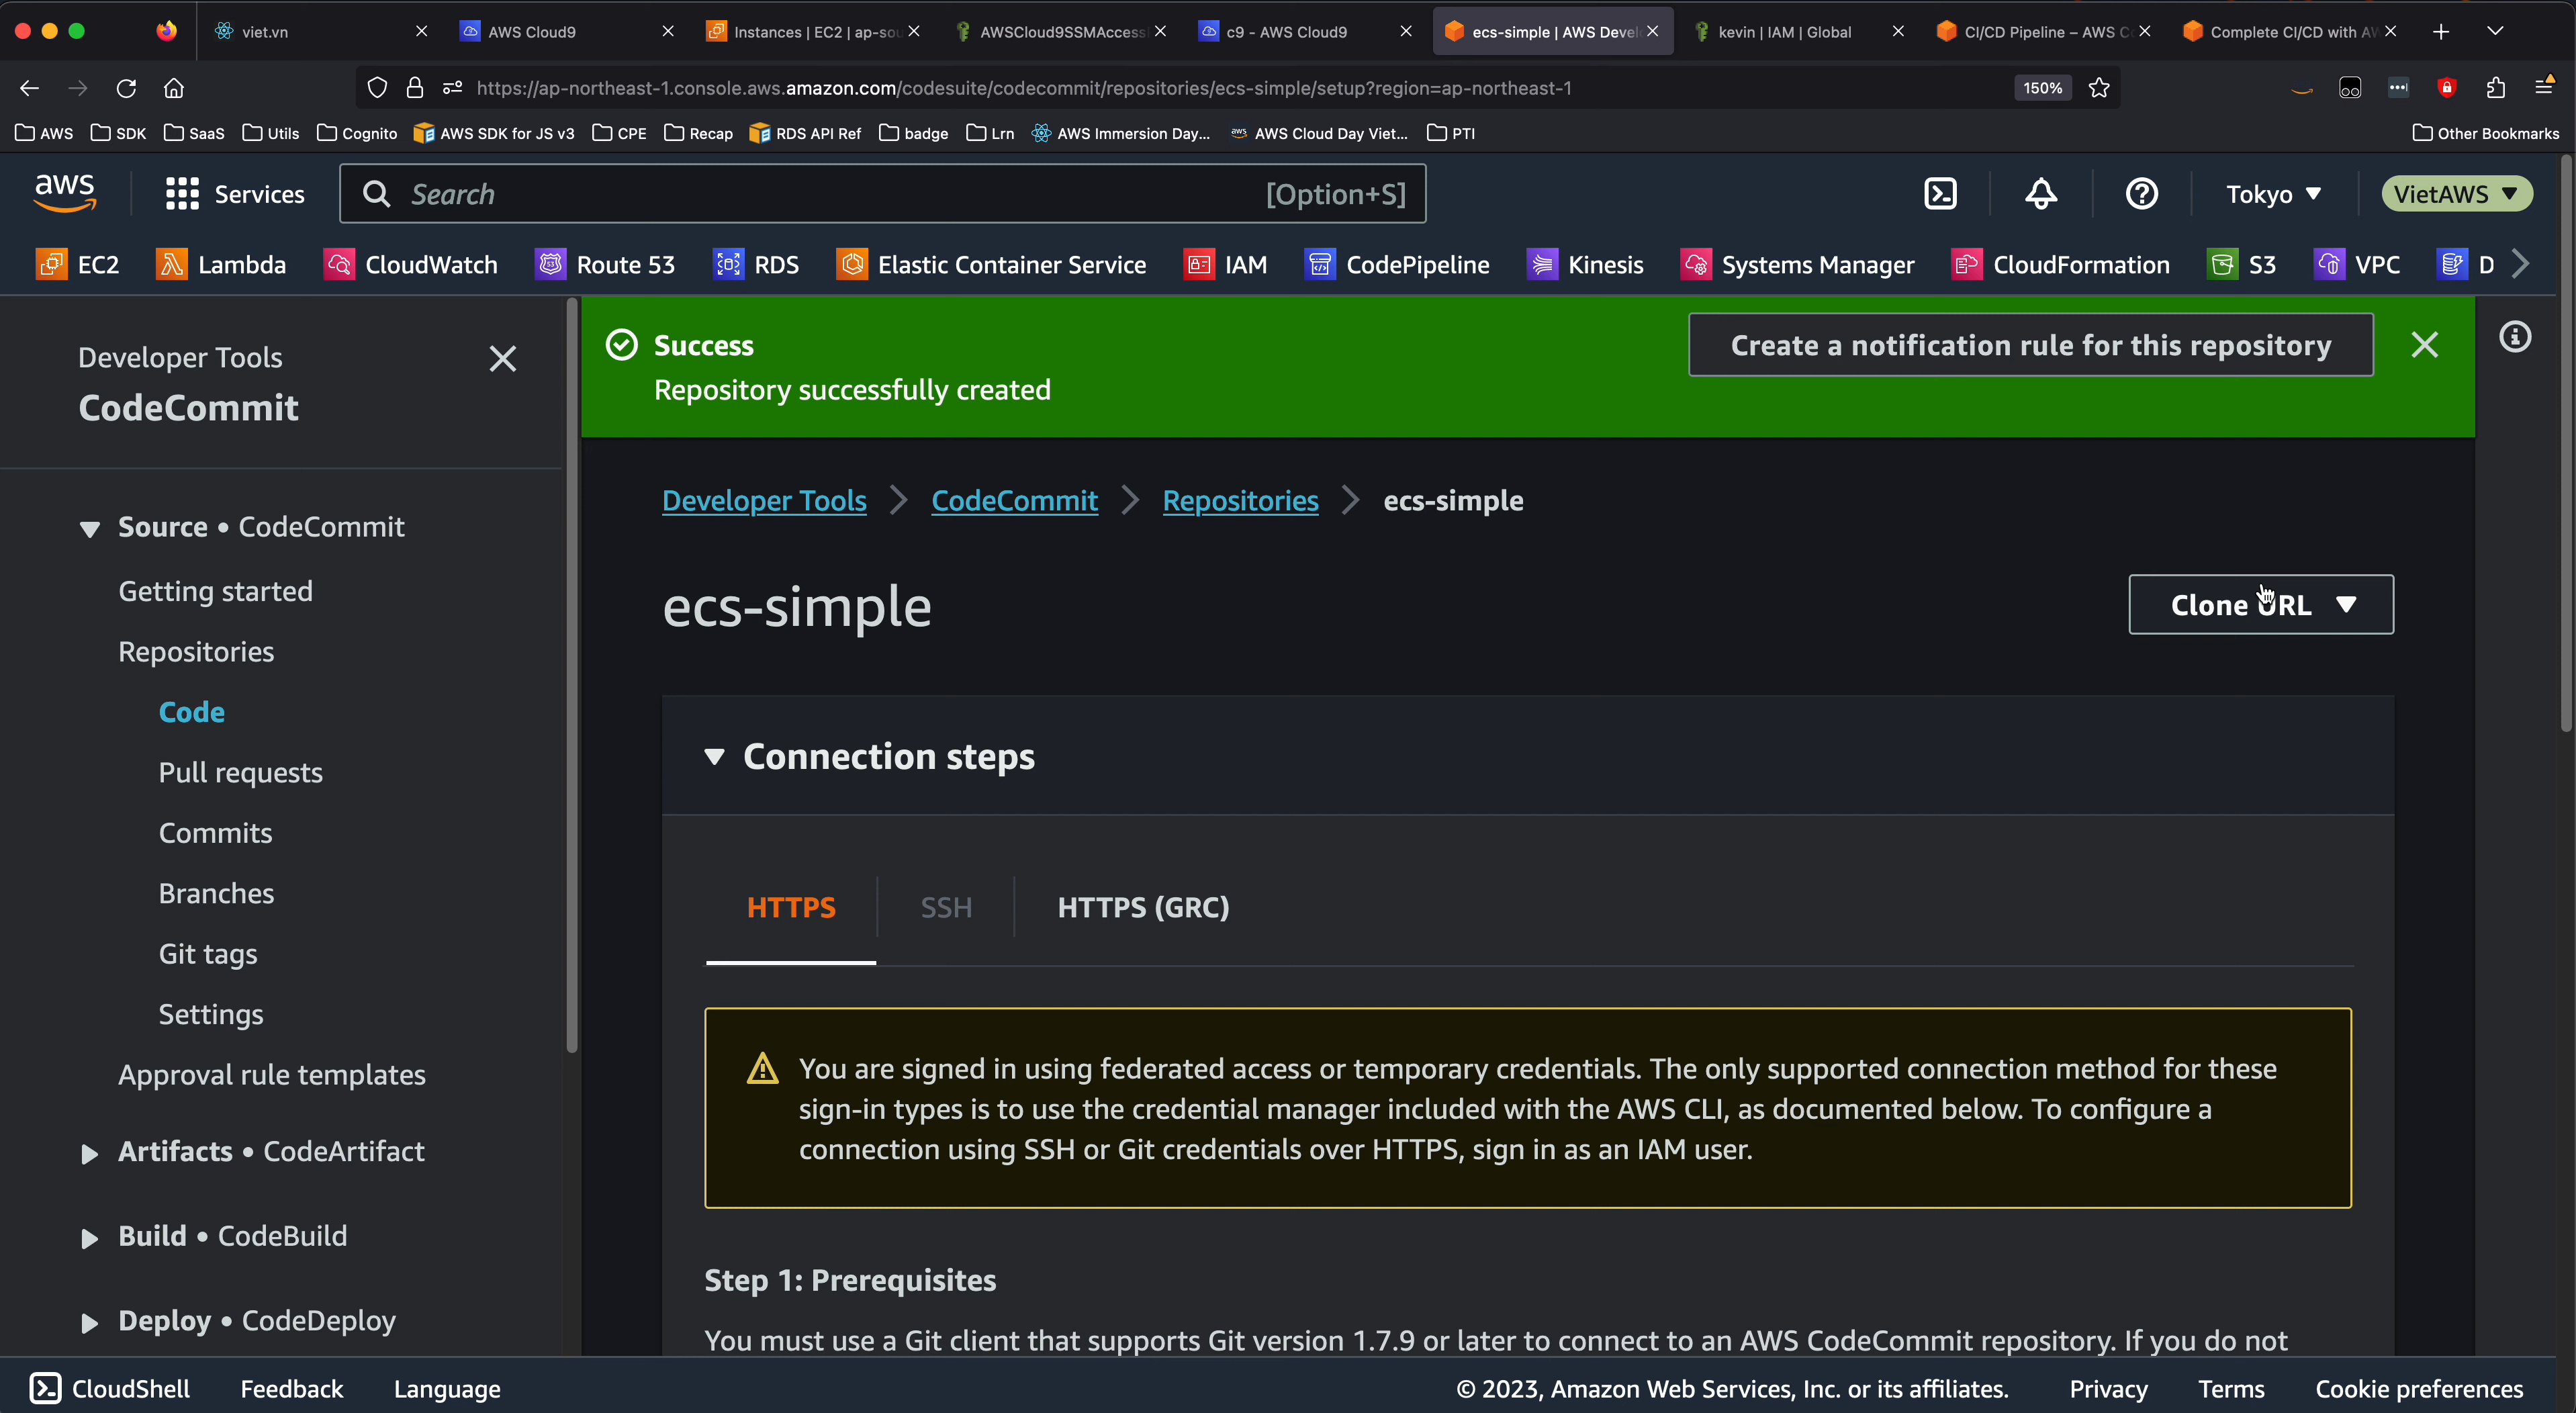 viet.vn
AWS Cloud9
Instances | EC2 | ap-sou
AWSCloud9SSMAccess
c9 - AWS Cloud9
ecs-simple | AWS Devel
kevin | IAM | Global
CI/CD Pipeline – AWS C
Complete CI/CD with AW
https://ap-northeast-1.console.aws.amazon.com/codesuite/codecommit/repositories/ecs-simple/setup?region=ap-northeast-1
150%
AWS
SDK
SaaS
Utils
Cognito
AWS SDK for JS v3
CPE
Recap
RDS API Ref
badge
Lrn
AWS Immersion Day...
aws
AWS Cloud Day Viet...
PTI
Other Bookmarks
aws
Services
Search
[Option+S]
Tokyo
VietAWS
EC2
Lambda
CloudWatch
Route 53
RDS
Elastic Container Service
IAM
CodePipeline
Kinesis
Systems Manager
CloudFormation
S3
VPC
D
Developer Tools
CodeCommit
Source • CodeCommit
Getting started
Repositories
Code
Pull requests
Commits
Branches
Git tags
Settings
Approval rule templates
Artifacts • CodeArtifact
Build • CodeBuild
Deploy • CodeDeploy
Success
Repository successfully created
Create a notification rule for this repository
Developer Tools
CodeCommit
Repositories
ecs-simple
ecs-simple
Clone URL
Connection steps
HTTPS
SSH
HTTPS (GRC)
You are signed in using federated access or temporary credentials. The only supported connection method for these
sign-in types is to use the credential manager included with the AWS CLI, as documented below. To configure a
connection using SSH or Git credentials over HTTPS, sign in as an IAM user.
Step 1: Prerequisites
You must use a Git client that supports Git version 1.7.9 or later to connect to an AWS CodeCommit repository. If you do not
CloudShell
Feedback
Language
© 2023, Amazon Web Services, Inc. or its affiliates.
Privacy
Terms
Cookie preferences